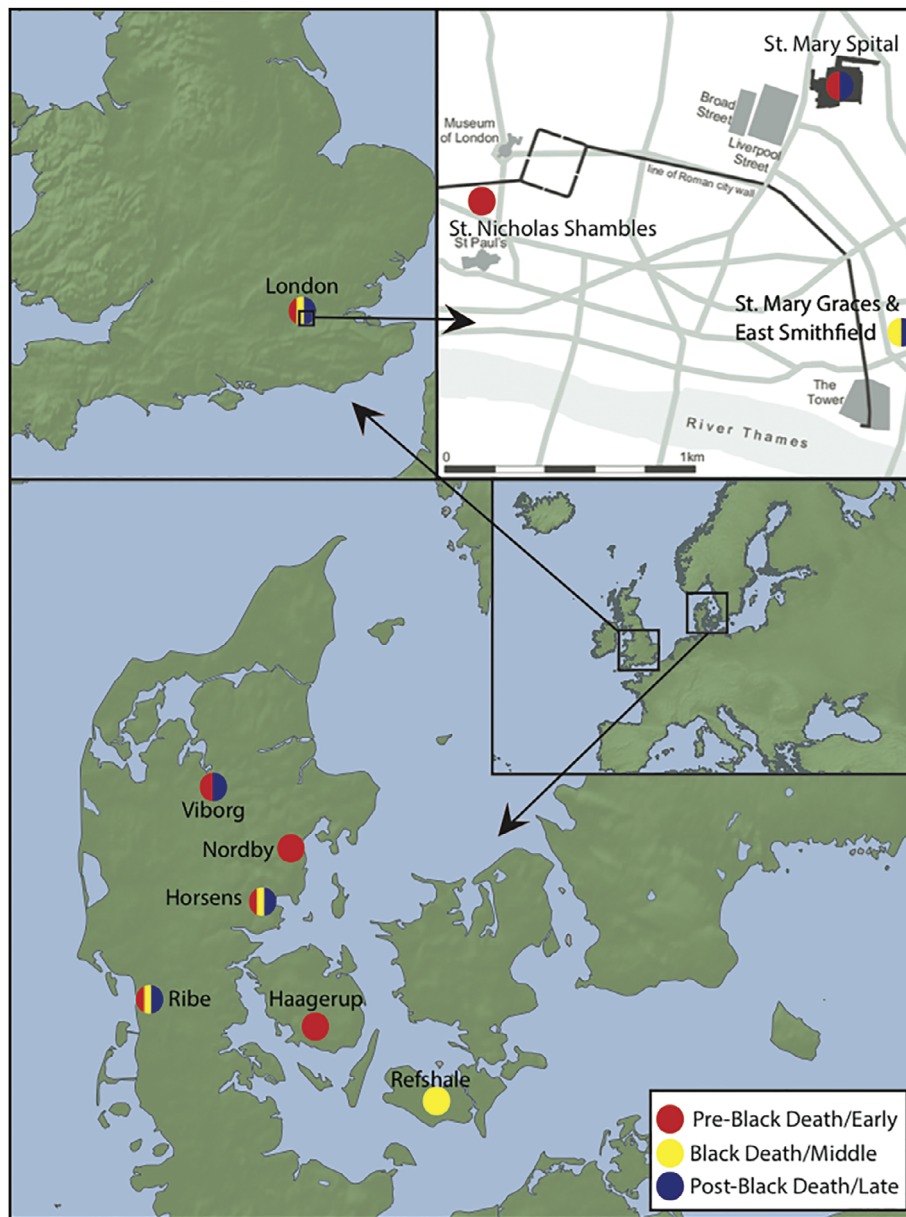 London
St. Mary Spital
Broad
Street
Liverpool
Street
Museum
of London
line of Roman city wall
St. Nicholas Shambles
St Paul's
St. Mary Graces &
East Smithfield
The
Tower
River Thames
0
1km
Viborg
Nordby
Horsens
Ribe
Haagerup
Refshale
Pre-Black Death/Early
Black Death/Middle
Post-Black Death/Late